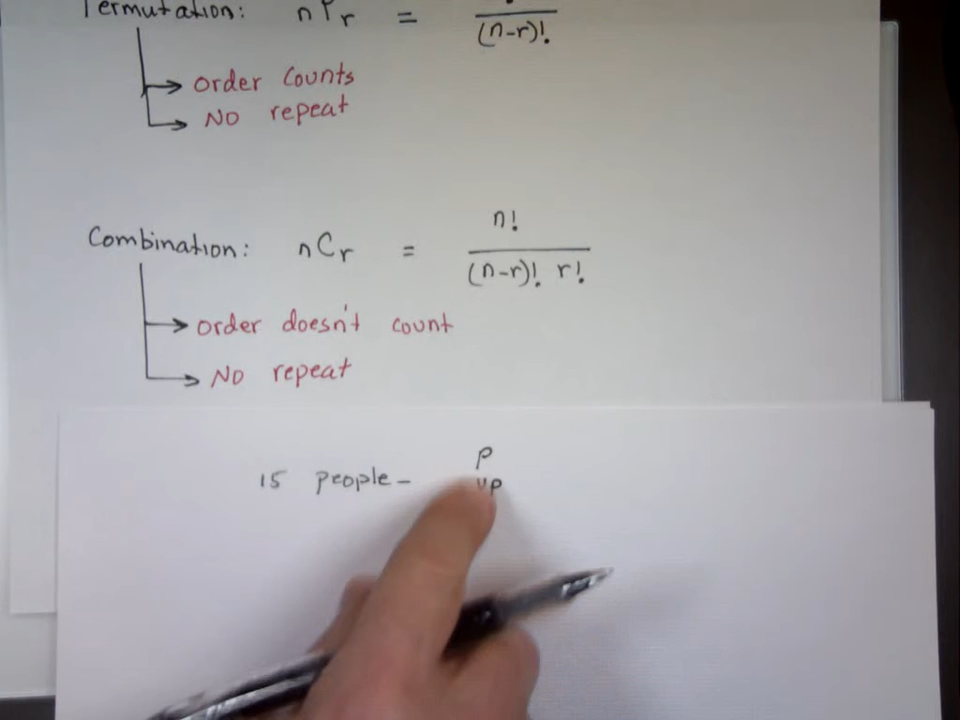 Permutation: nPr =
(n-r)!
order counts
NO repeat
n!
Combination: nCr =
(n-r)! r!
order doesn't count
NO repeat
P
15 people - VP